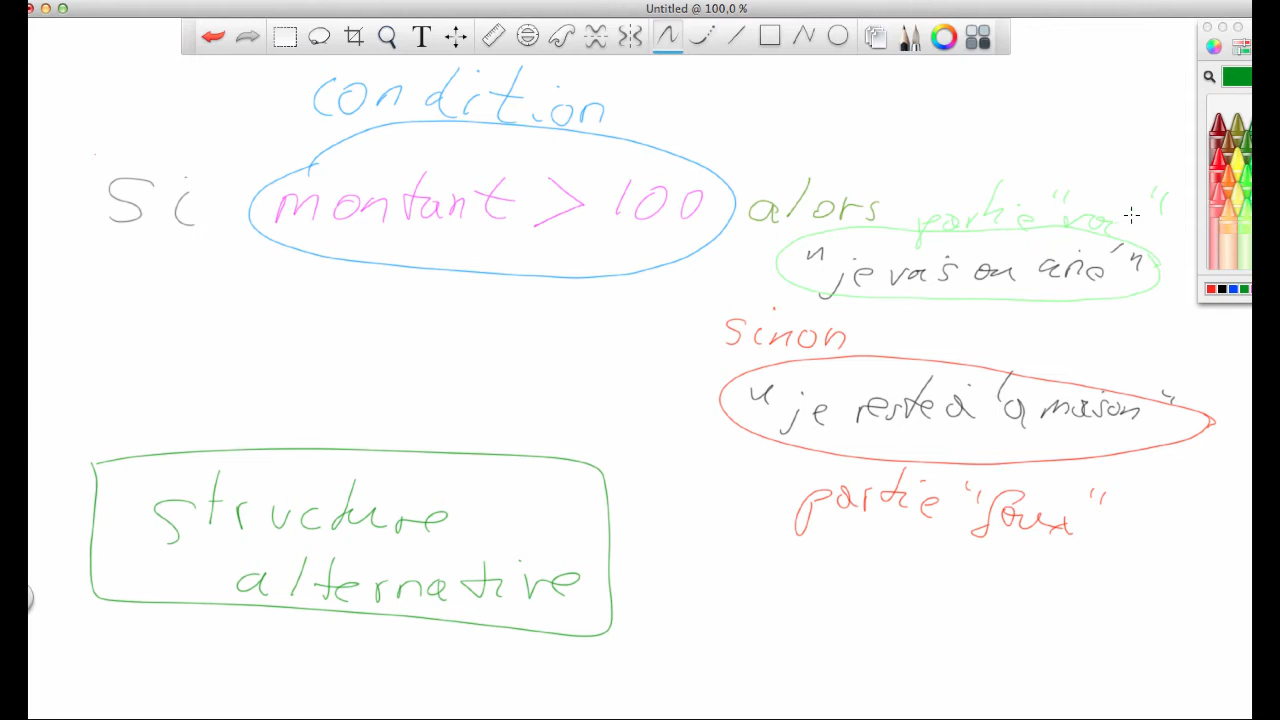 Untitled @ 100,0 %
condition
Si montant > 100 alors
partie "
"je vais au ciné"
sinon
"je reste à la maison"
partie "faux"
structure
alternative